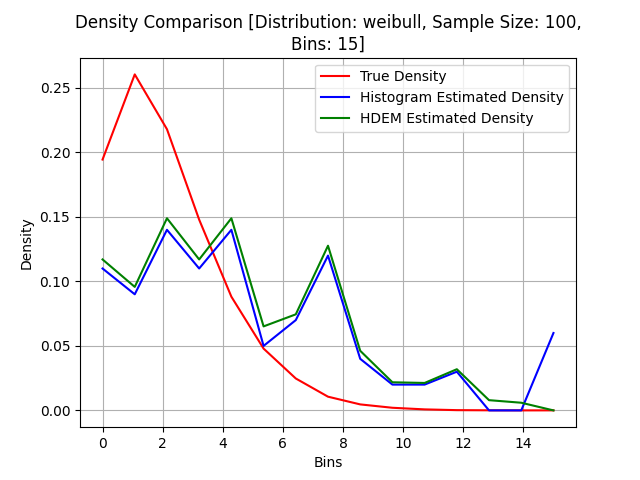 Density Comparison [Distribution: weibull, Sample Size: 100,
Bins: 15]
True Density
Histogram Estimated Density
HDEM Estimated Density
Density
0.25
0.20
0.15
0.10
0.05
0.00
0 2 4 6 8 10 12 14
Bins